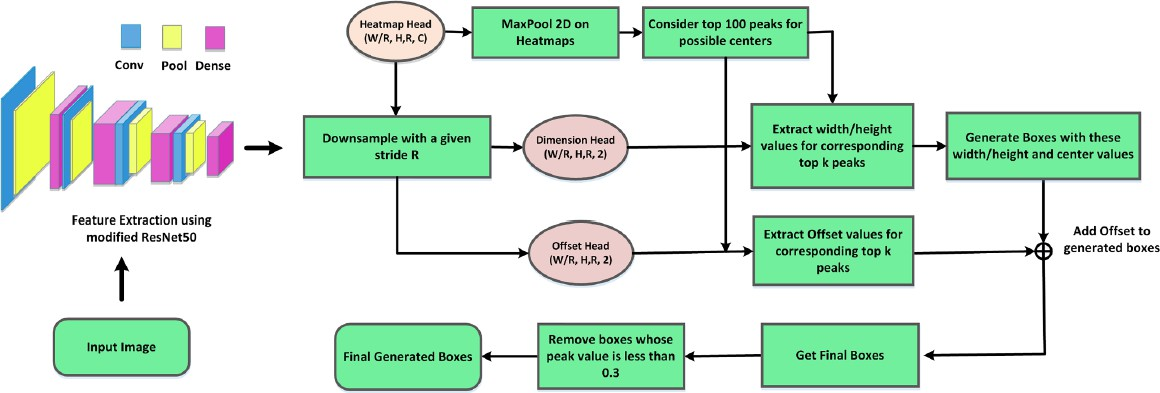 Conv Pool Dense
Feature Extraction using
modified ResNet50
Input Image
Heatmap Head
(W/R, H,R, C)
MaxPool 2D on
Heatmaps
Consider top 100 peaks for
possible centers
Downsample with a given
stride R
Dimension Head
(W/R, H,R, 2)
Extract width/height
values for corresponding
top k peaks
Generate Boxes with these
width/height and center values
Offset Head
(W/R, H,R, 2)
Extract Offset values for
corresponding top k
peaks
Add Offset to
generated boxes
Get Final Boxes
Remove boxes whose
peak value is less than
0.3
Final Generated Boxes